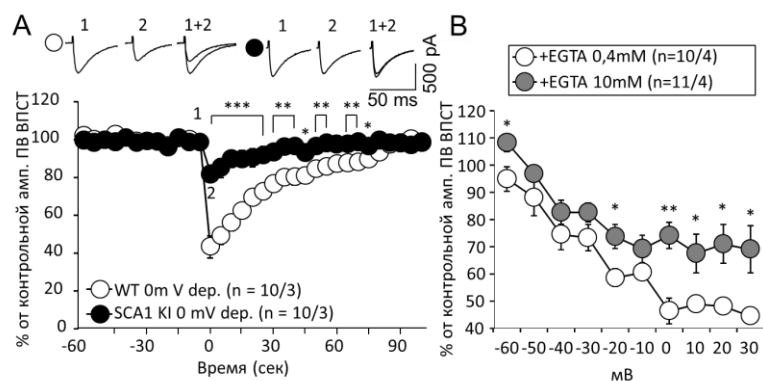 A
1 2 1+2 1 2 1+2
500 pA
50 ms
% от контрольной амп. ПВ ВПСТ
120
100
80
60
40
20
0
1
2
*** ** ** ** * *
WT 0m V dep. (n = 10/3)
SCA1 KI 0 mV dep. (n = 10/3)
-60 -30 0 30 60 90
Время (сек)
B
+EGTA 0,4mM (n=10/4)
+EGTA 10mM (n=11/4)
% от контрольной амп. ПВ ВПСТ
120
110
100
90
80
70
60
50
40
* * ** * * *
-60 -50 -40 -30 -20 -10 0 10 20 30
мВ